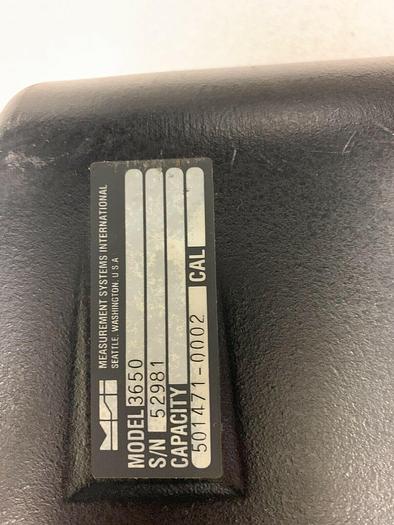 MSI
MEASUREMENT SYSTEMS INTERNATIONAL
SEATTLE, WASHINGTON, U.S.A
MODEL 3650
S/N 52981
CAPACITY CAL
501471-0002